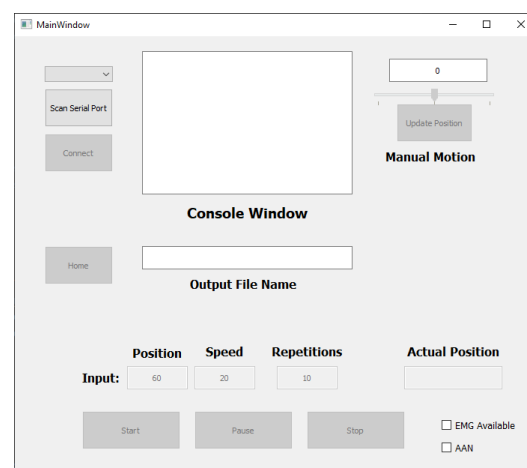 MainWindow
0
Scan Serial Port
Update Position
Connect
Manual Motion
Console Window
Home
Output File Name
Position Speed Repetitions Actual Position
Input: 60 20 10
Start Pause Stop
EMG Available
AAN